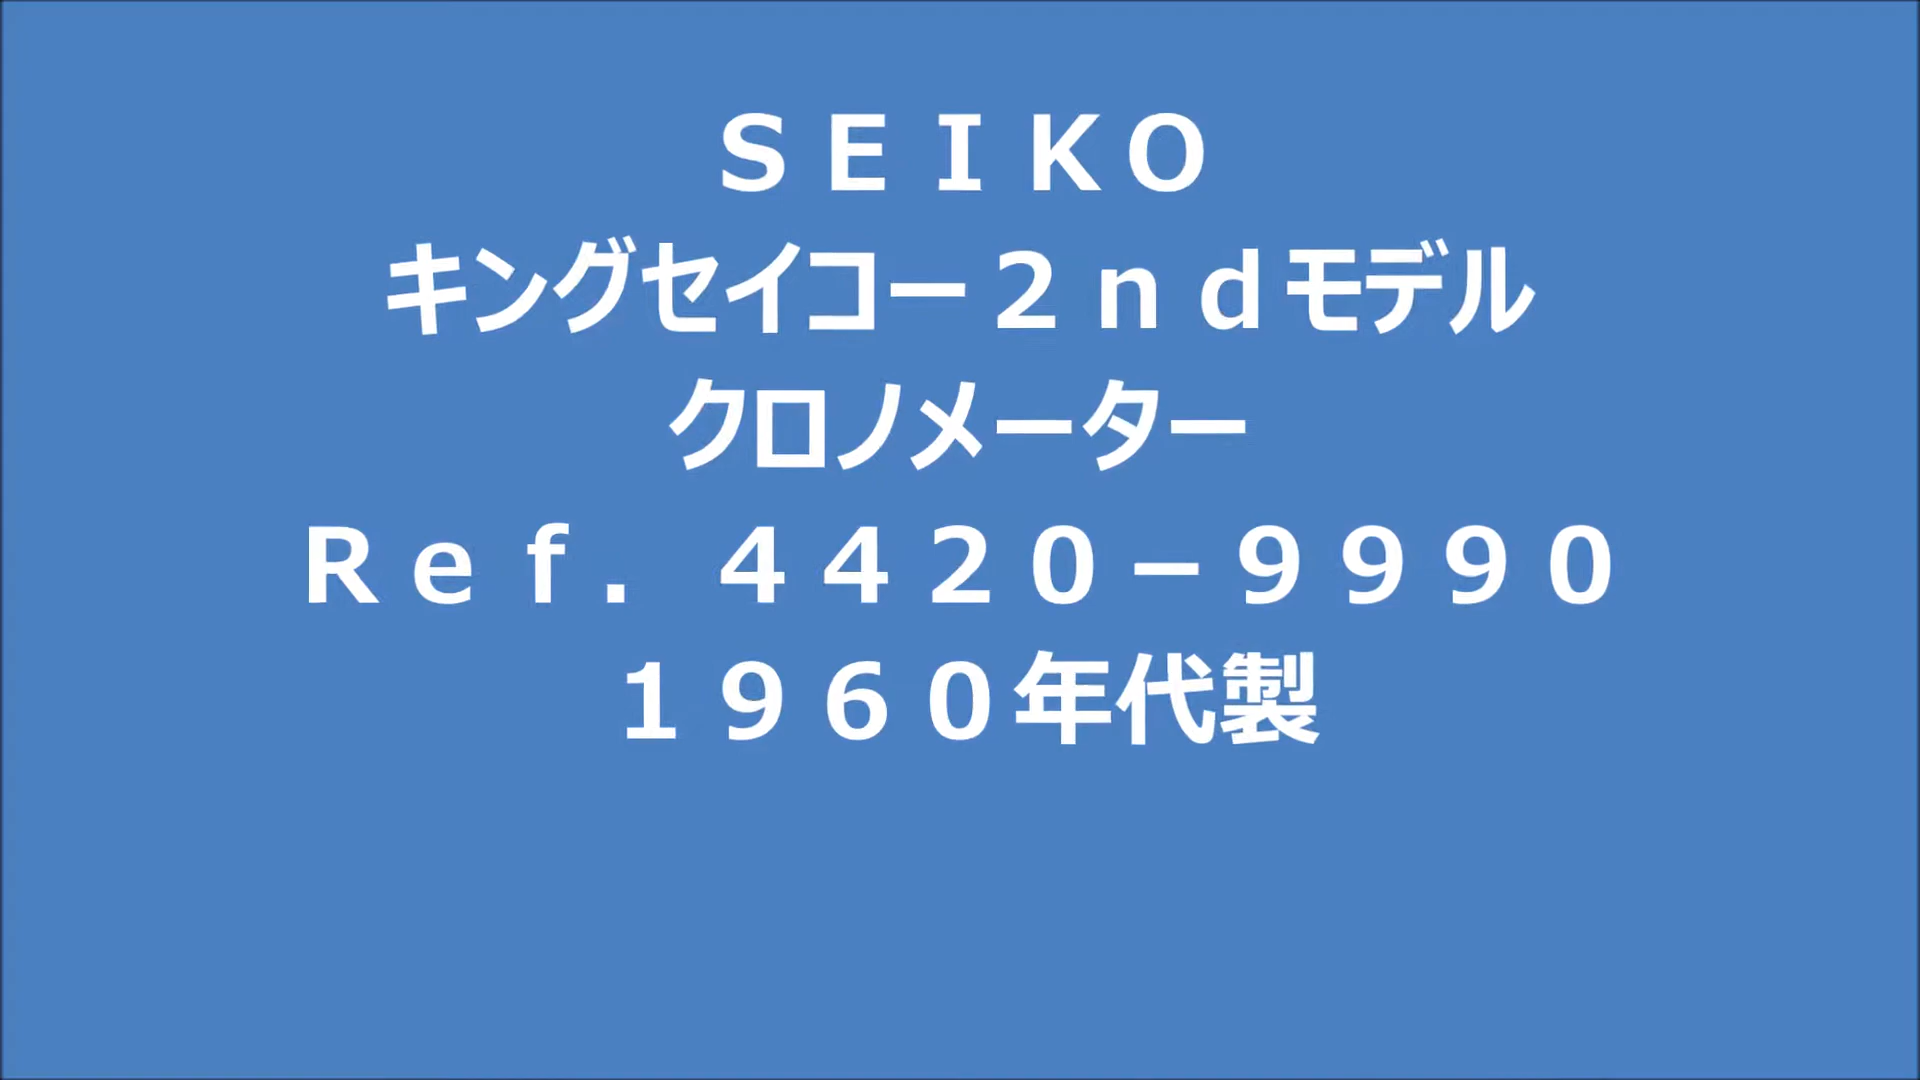 ＳＥＩＫＯ
キングセイコー２ｎｄモデル
クロノメーター
Ｒｅｆ．４４２０－９９９０
１９６０年代製